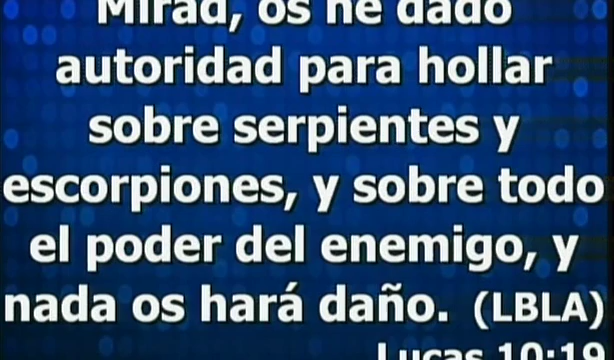 Mirad, os he dado
autoridad para hollar
sobre serpientes y
escorpiones, y sobre todo
el poder del enemigo, y
nada os hará daño. (LBLA)
Lucas 10:19